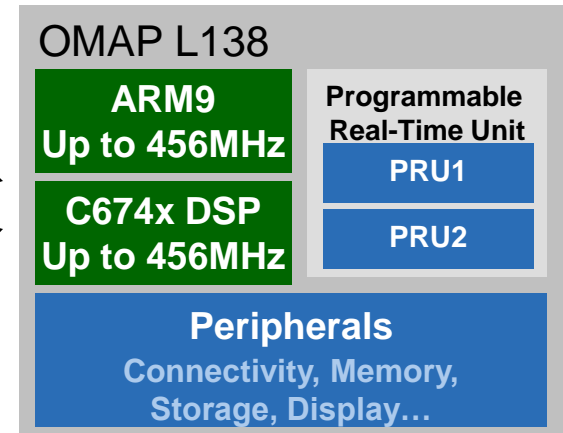 OMAP L138
ARM9
Up to 456MHz
C674x DSP
Up to 456MHz
Programmable
Real-Time Unit
PRU1
PRU2
Peripherals
Connectivity, Memory,
Storage, Display…